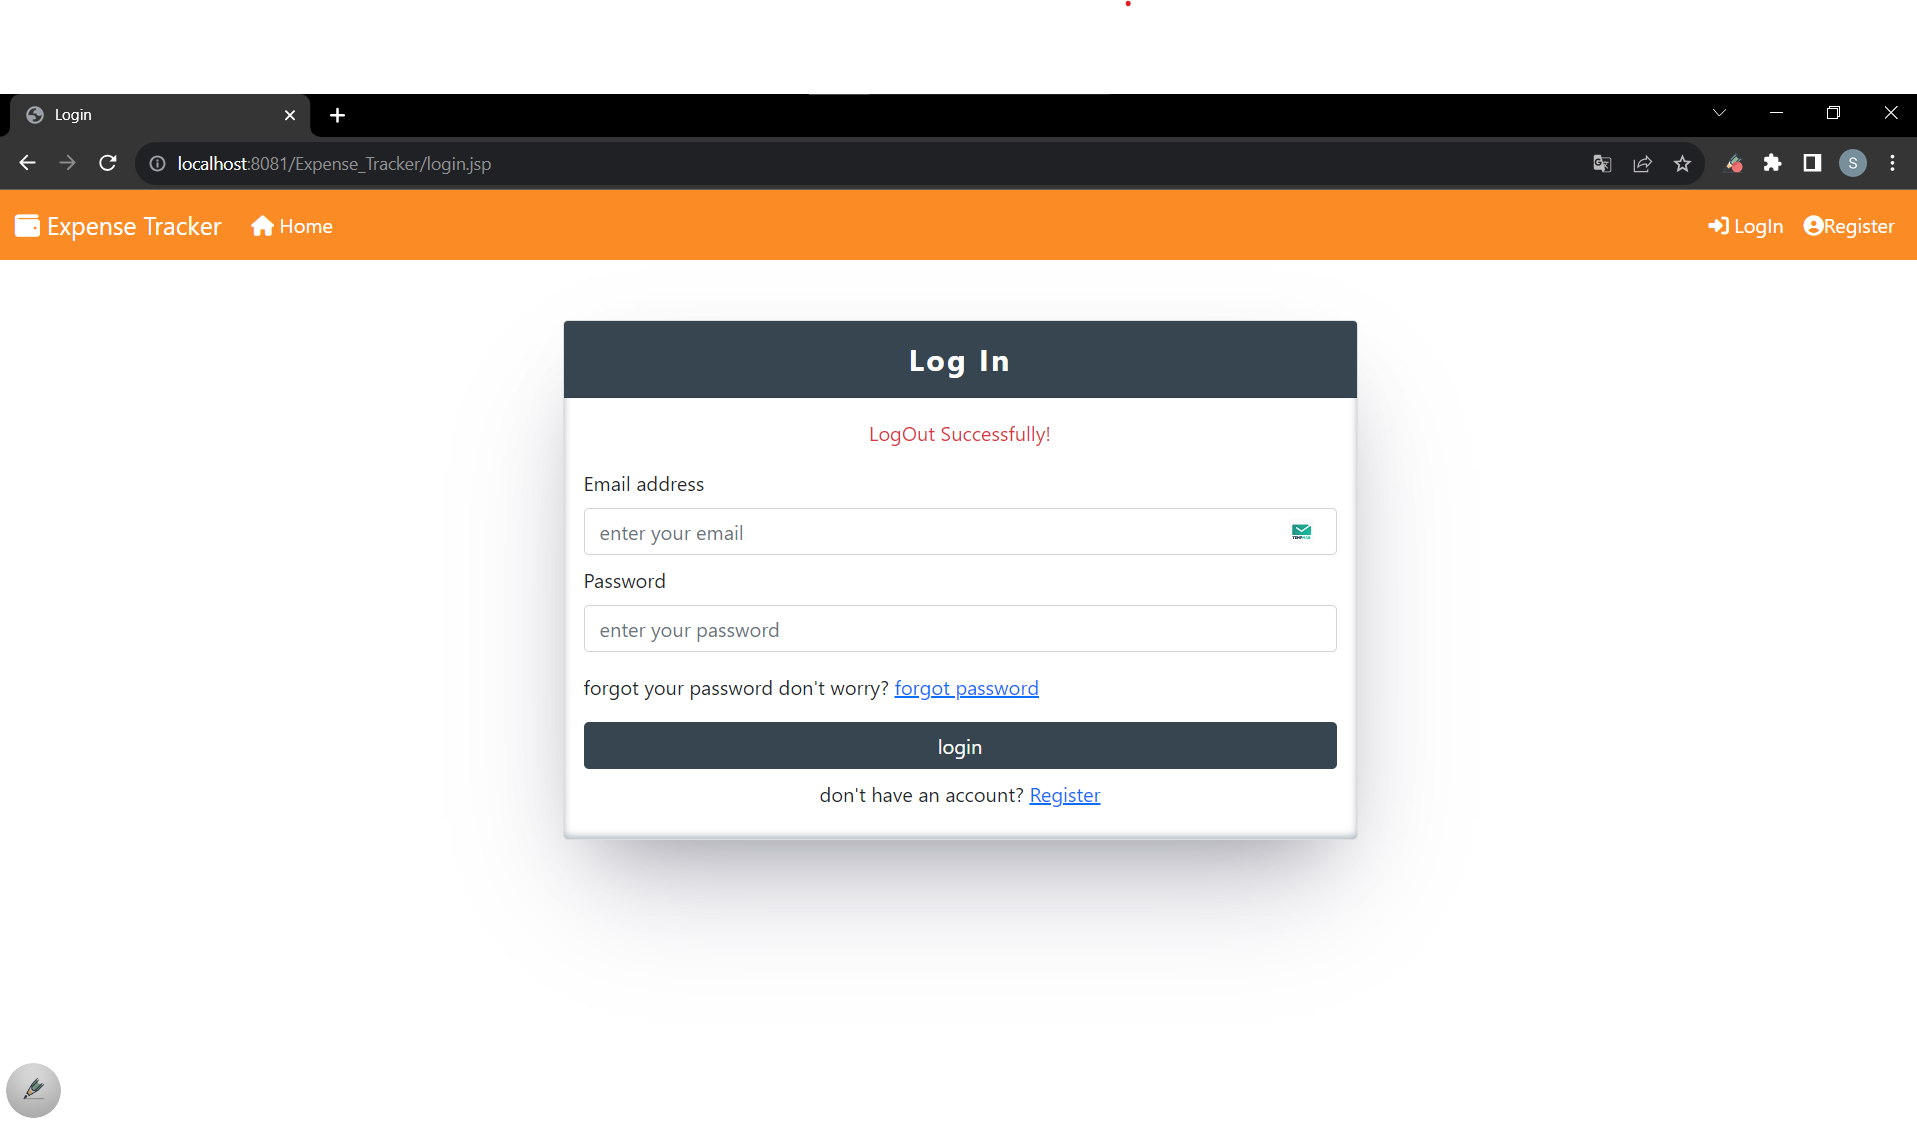 Login
localhost:8081/Expense_Tracker/login.jsp
S
Expense Tracker Home LogIn Register
Log In
LogOut Successfully!
Email address
enter your email
Password
enter your password
forgot your password don't worry? forgot password
login
don't have an account? Register